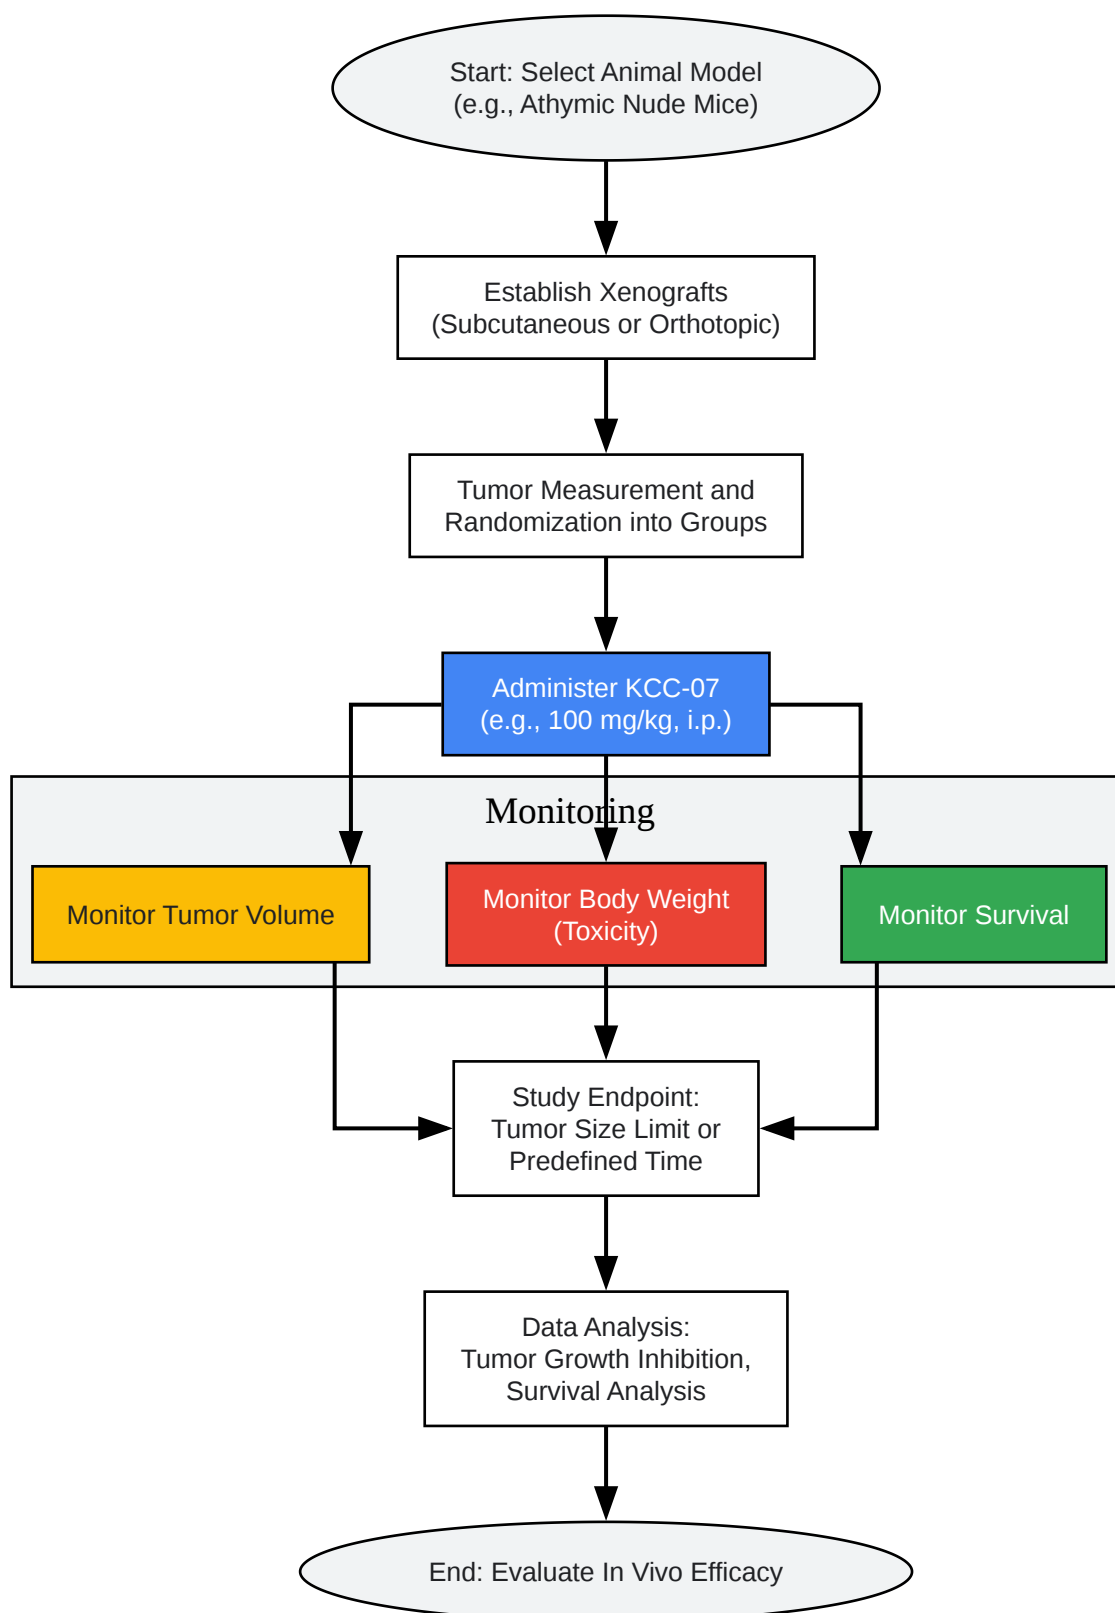 Start: Select Animal Model
(e.g., Athymic Nude Mice)
Establish Xenografts
(Subcutaneous or Orthotopic)
Tumor Measurement and
Randomization into Groups
Administer KCC-07
(e.g., 100 mg/kg, i.p.)
Monitoring
Monitor Tumor Volume
Monitor Body Weight
(Toxicity)
Monitor Survival
Study Endpoint:
Tumor Size Limit or
Predefined Time
Data Analysis:
Tumor Growth Inhibition,
Survival Analysis
End: Evaluate In Vivo Efficacy